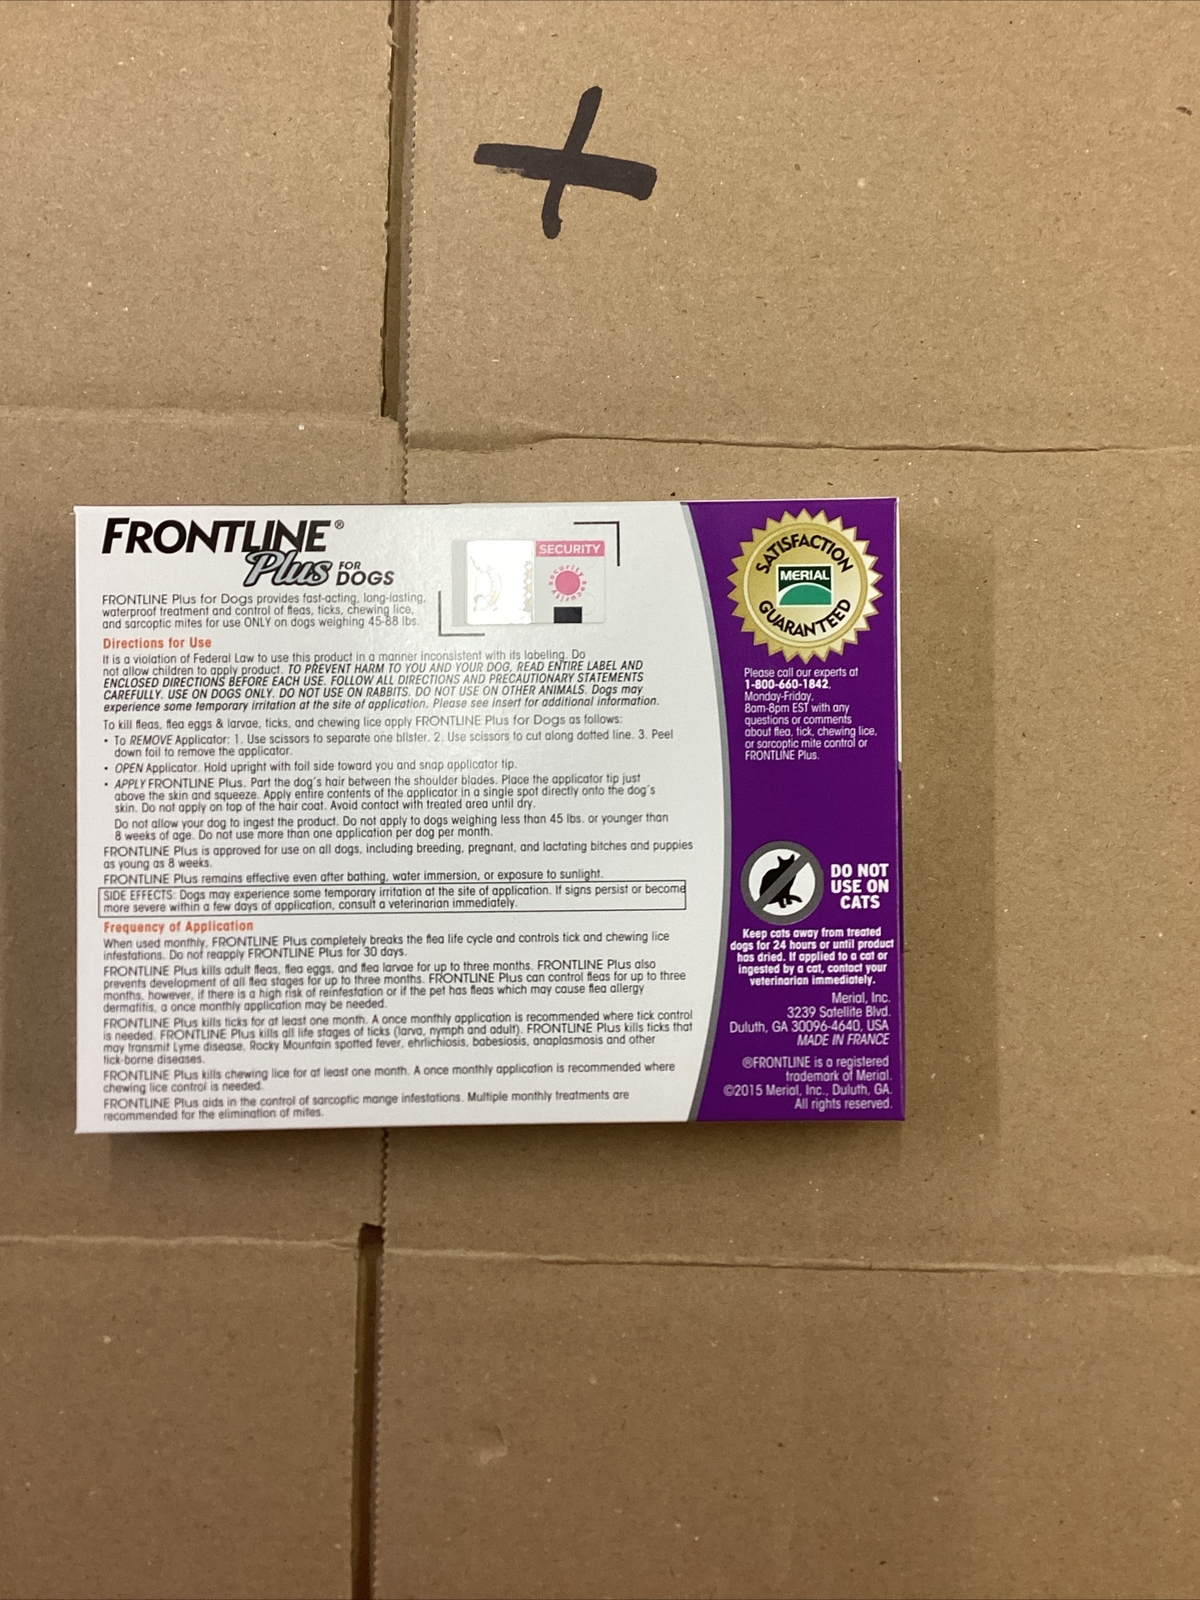 FRONTLINE®
Plus FOR DOGS
SECURITY
security security
FRONTLINE Plus for Dogs provides fast-acting, long-lasting,
waterproof treatment and control of fleas, ticks, chewing lice,
and sarcoptic mites for use ONLY on dogs weighing 45-88 lbs.
Directions for Use
It is a violation of Federal Law to use this product in a manner inconsistent with its labeling. Do
not allow children to apply product. TO PREVENT HARM TO YOU AND YOUR DOG, READ ENTIRE LABEL AND
ENCLOSED DIRECTIONS BEFORE EACH USE. FOLLOW ALL DIRECTIONS AND PRECAUTIONARY STATEMENTS
CAREFULLY. USE ON DOGS ONLY. DO NOT USE ON RABBITS. DO NOT USE ON OTHER ANIMALS. Dogs may
experience some temporary irritation at the site of application. Please see insert for additional information.
To kill fleas, flea eggs & larvae, ticks, and chewing lice apply FRONTLINE Plus for Dogs as follows:
• To REMOVE Applicator: 1. Use scissors to separate one blister. 2. Use scissors to cut along dotted line. 3. Peel
down foil to remove the applicator.
• OPEN Applicator. Hold upright with foil side toward you and snap applicator tip.
• APPLY FRONTLINE Plus. Part the dog's hair between the shoulder blades. Place the applicator tip just
above the skin and squeeze. Apply entire contents of the applicator in a single spot directly onto the dog's
skin. Do not apply on top of the hair coat. Avoid contact with treated area until dry.
Do not allow your dog to ingest the product. Do not apply to dogs weighing less than 45 lbs. or younger than
8 weeks of age. Do not use more than one application per dog per month.
FRONTLINE Plus is approved for use on all dogs, including breeding, pregnant, and lactating bitches and puppies
as young as 8 weeks.
FRONTLINE Plus remains effective even after bathing, water immersion, or exposure to sunlight.
SIDE EFFECTS: Dogs may experience some temporary irritation at the site of application. If signs persist or become
more severe within a few days of application, consult a veterinarian immediately.
Frequency of Application
When used monthly, FRONTLINE Plus completely breaks the flea life cycle and controls tick and chewing lice
infestations. Do not reapply FRONTLINE Plus for 30 days.
FRONTLINE Plus kills adult fleas, flea eggs, and flea larvae for up to three months. FRONTLINE Plus also
prevents development of all flea stages for up to three months. FRONTLINE Plus can control fleas for up to three
months, however, if there is a high risk of reinfestation or if the pet has fleas which may cause flea allergy
dermatitis, a once monthly application may be needed.
FRONTLINE Plus kills ticks for at least one month. A once monthly application is recommended where tick control
is needed. FRONTLINE Plus kills all life stages of ticks (larva, nymph and adult). FRONTLINE Plus kills ticks that
may transmit Lyme disease, Rocky Mountain spotted fever, ehrlichiosis, babesiosis, anaplasmosis and other
tick-borne diseases.
FRONTLINE Plus kills chewing lice for at least one month. A once monthly application is recommended where
chewing lice control is needed.
FRONTLINE Plus aids in the control of sarcoptic mange infestations. Multiple monthly treatments are
recommended for the elimination of mites.
SATISFACTION
MERIAL
GUARANTEED
Please call our experts at
1-800-660-1842,
Monday-Friday,
8am-8pm EST with any
questions or comments
about flea, tick, chewing lice,
or sarcoptic mite control or
FRONTLINE Plus.
DO NOT
USE ON
CATS
Keep cats away from treated
dogs for 24 hours or until product
has dried. If applied to a cat or
ingested by a cat, contact your
veterinarian immediately.
Merial, Inc.
3239 Satellite Blvd.
Duluth, GA 30096-4640, USA
MADE IN FRANCE
®FRONTLINE is a registered
trademark of Merial.
©2015 Merial, Inc., Duluth, GA.
All rights reserved.